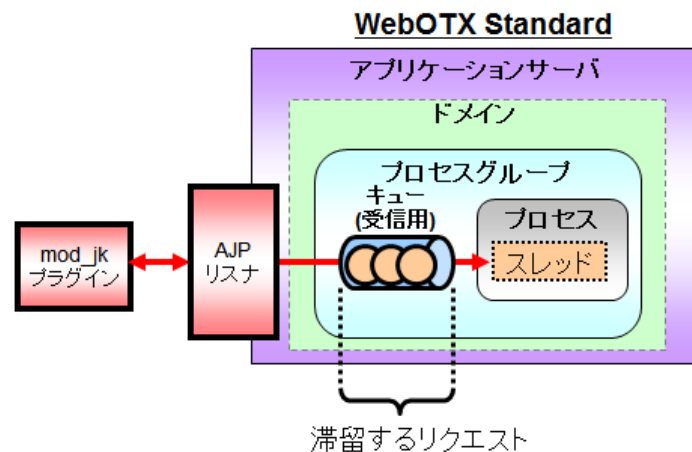 WebOTX Standard
アプリケーションサーバ
ドメイン
プロセスグループ
キュー
(受信用)
プロセス
スレッド
AJP
リスナ
mod_jk
プラグイン
滞留するリクエスト